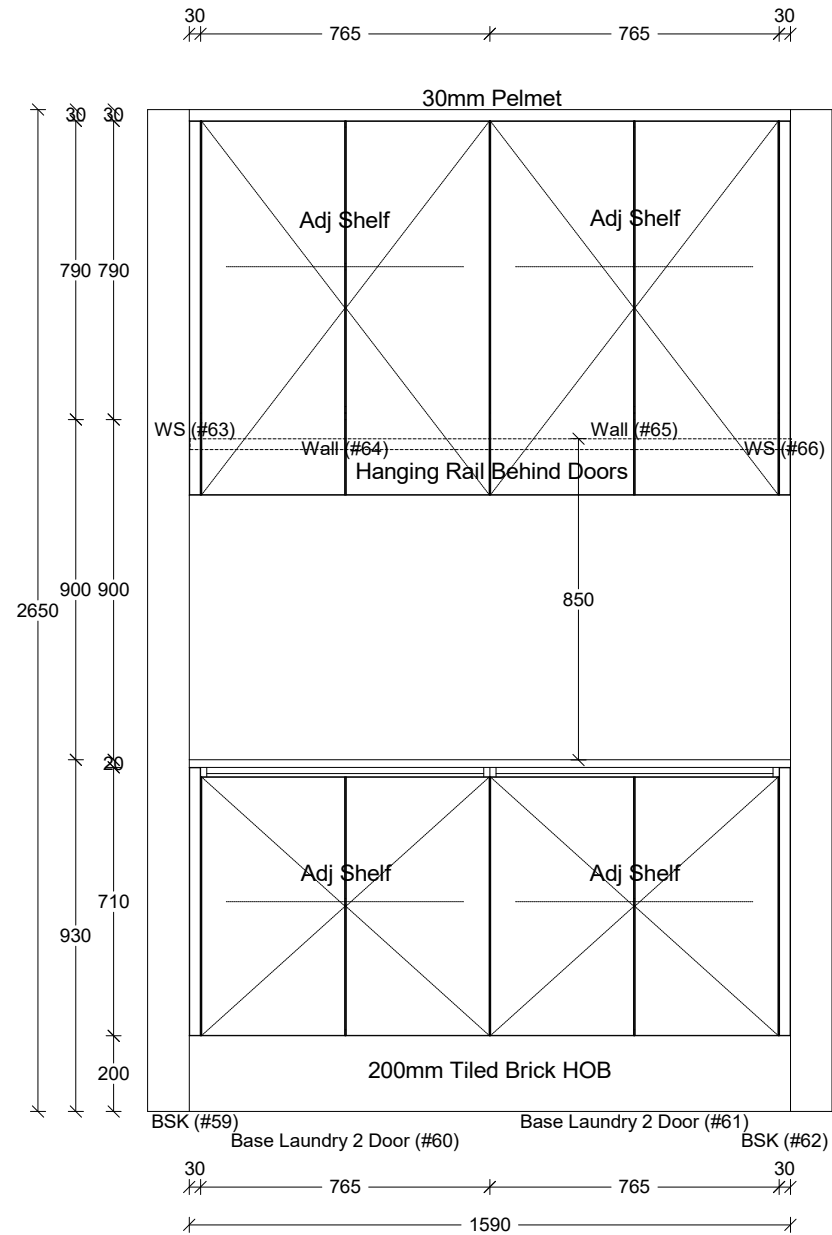 30 30
765 765
30mm Pelmet
30 30
Adj Shelf Adj Shelf
790 790
WS (#63) Wall (#65)
Wall (#64) WS (#66)
Hanging Rail Behind Doors
900 900 850
2650
20
Adj Shelf Adj Shelf
710
930
200mm Tiled Brick HOB
200
BSK (#59) Base Laundry 2 Door (#61)
Base Laundry 2 Door (#60) BSK (#62)
30 30
765 765
1590